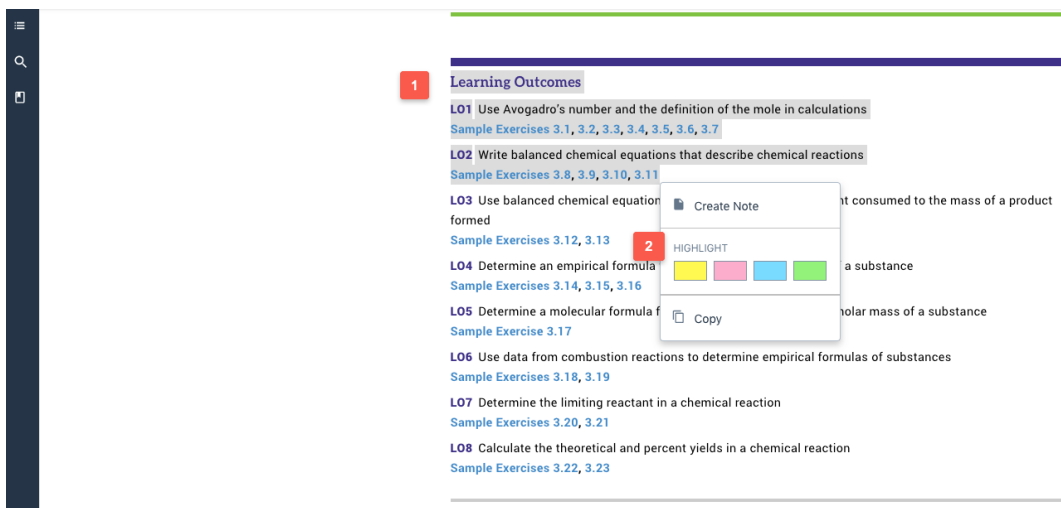 1
Learning Outcomes
LO1 Use Avogadro's number and the definition of the mole in calculations
Sample Exercises 3.1, 3.2, 3.3, 3.4, 3.5, 3.6, 3.7
LO2 Write balanced chemical equations that describe chemical reactions
Sample Exercises 3.8, 3.9, 3.10, 3.11
LO3 Use balanced chemical equation consumed to the mass of a product
formed
Sample Exercises 3.12, 3.13
LO4 Determine an empirical formula a substance
Sample Exercises 3.14, 3.15, 3.16
LO5 Determine a molecular formula molar mass of a substance
Sample Exercise 3.17
LO6 Use data from combustion reactions to determine empirical formulas of substances
Sample Exercises 3.18, 3.19
LO7 Determine the limiting reactant in a chemical reaction
Sample Exercises 3.20, 3.21
LO8 Calculate the theoretical and percent yields in a chemical reaction
Sample Exercises 3.22, 3.23
Create Note
2
HIGHLIGHT
Copy